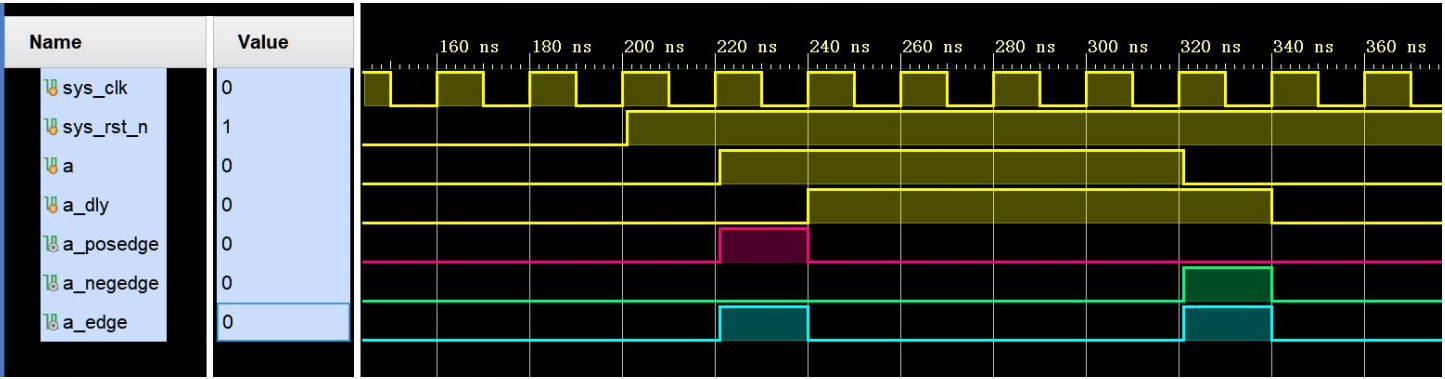 Name Value
160 ns 180 ns 200 ns 220 ns 240 ns 260 ns 280 ns 300 ns 320 ns 340 ns 360 ns
sys_clk 0
sys_rst_n 1
a 0
a_dly 0
a_posedge 0
a_negedge 0
a_edge 0